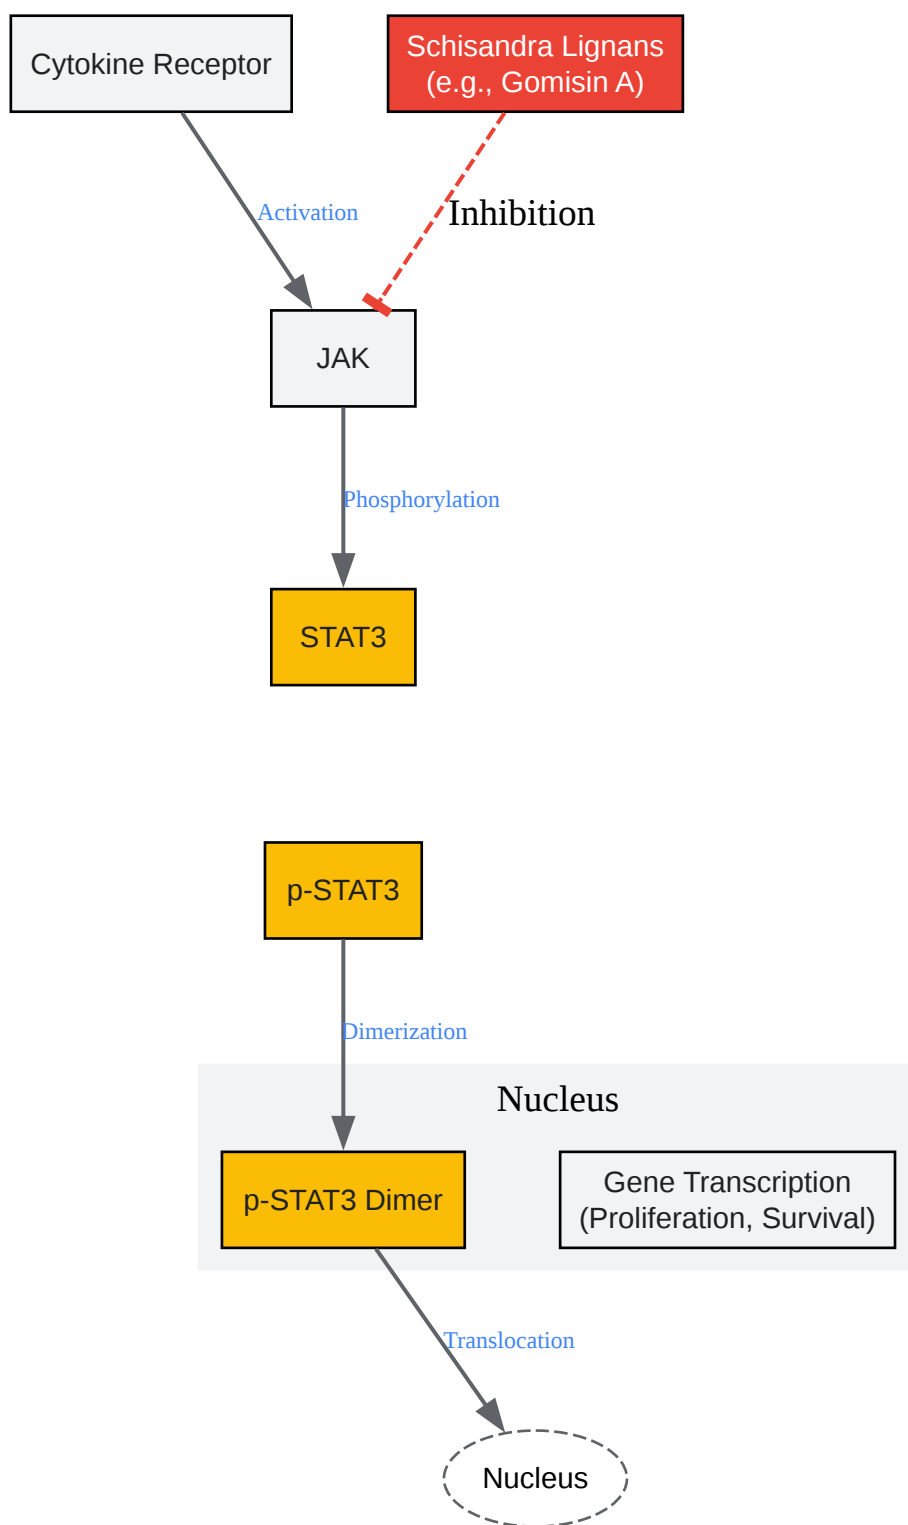 Cytokine Receptor
Schisandra Lignans
(e.g., Gomisin A)
Activation
Inhibition
JAK
Phosphorylation
STAT3
p-STAT3
Dimerization
Nucleus
p-STAT3 Dimer
Gene Transcription
(Proliferation, Survival)
Translocation
Nucleus